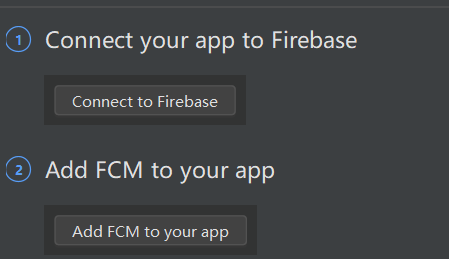 1 Connect your app to Firebase
Connect to Firebase
2 Add FCM to your app
Add FCM to your app